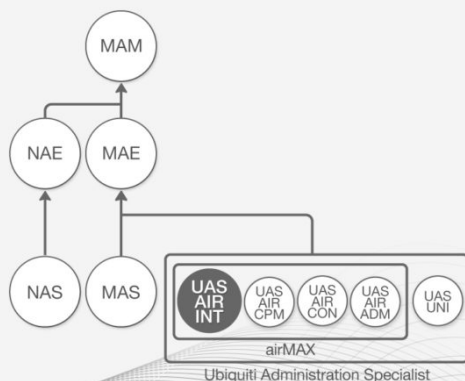 MAM
NAE
MAE
NAS
MAS
UAS
AIR
INT
UAS
AIR
CPM
UAS
AIR
CON
UAS
AIR
ADM
UAS
UNI
airMAX
Ubiquiti Administration Specialist